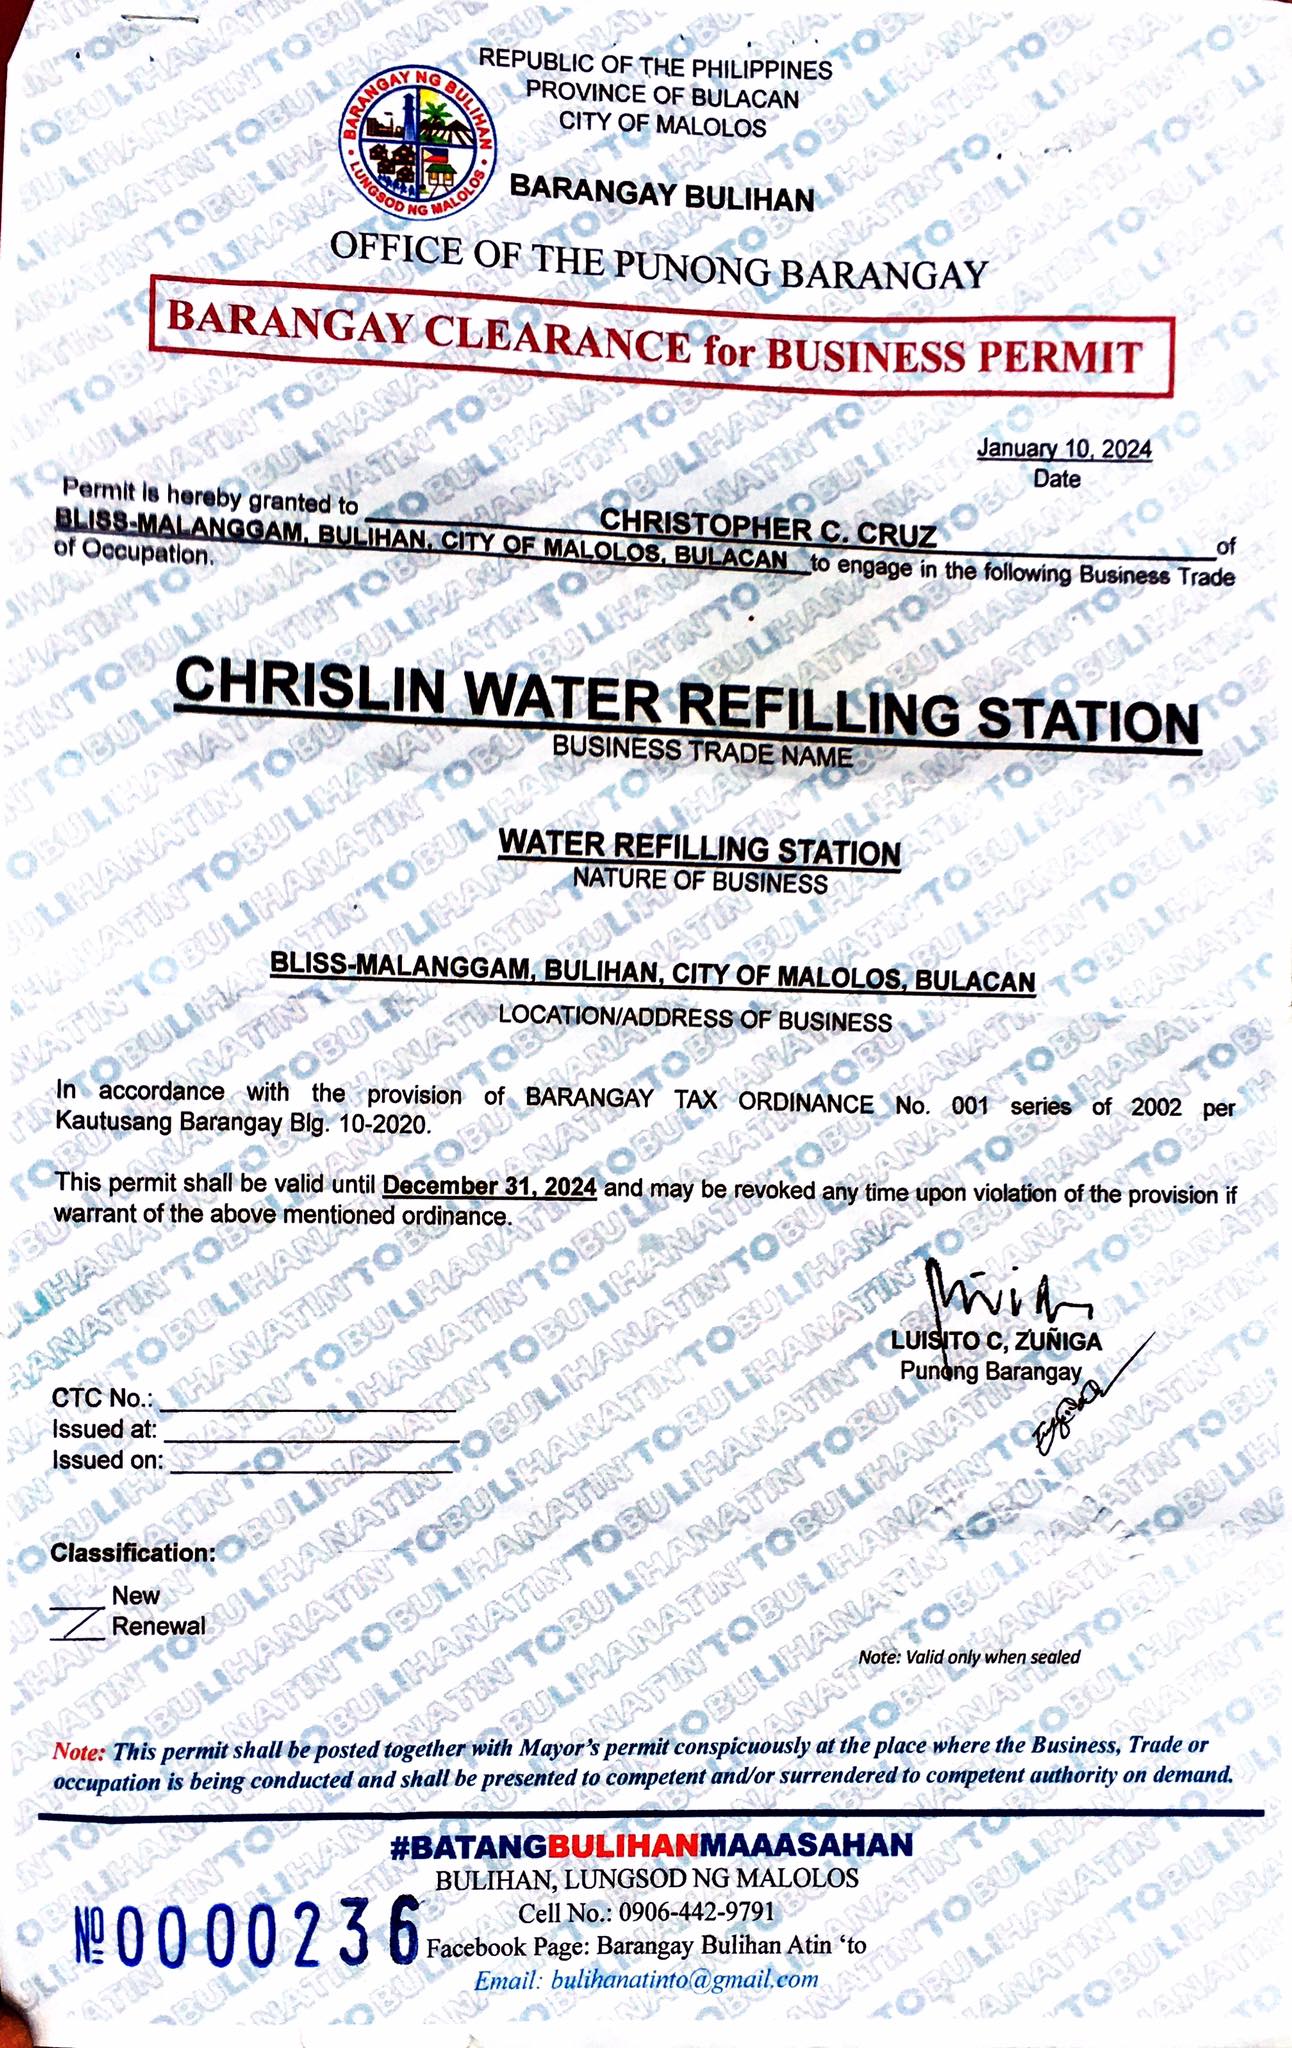 REPUBLIC OF THE PHILIPPINES
PROVINCE OF BULACAN
CITY OF MALOLOS
BARANGAY NG BULIHAN
LUNGSOD NG MALOLOS
BARANGAY BULIHAN
OFFICE OF THE PUNONG BARANGAY
BARANGAY CLEARANCE for BUSINESS PERMIT
January 10, 2024
Date
Permit is hereby granted to CHRISTOPHER C. CRUZ of
BLISS-MALANGGAM, BULIHAN, CITY OF MALOLOS, BULACAN to engage in the following Business Trade
of Occupation.
CHRISLIN WATER REFILLING STATION
BUSINESS TRADE NAME
WATER REFILLING STATION
NATURE OF BUSINESS
BLISS-MALANGGAM, BULIHAN, CITY OF MALOLOS, BULACAN
LOCATION/ADDRESS OF BUSINESS
In accordance with the provision of BARANGAY TAX ORDINANCE No. 001 series of 2002 per
Kautusang Barangay Blg. 10-2020.
This permit shall be valid until December 31, 2024 and may be revoked any time upon violation of the provision if
warrant of the above mentioned ordinance.
LUISITO C, ZUÑIGA
Punong Barangay
CTC No.:
Issued at:
Issued on:
Classification:
New
Renewal
Note: Valid only when sealed
Note: This permit shall be posted together with Mayor's permit conspicuously at the place where the Business, Trade or
occupation is being conducted and shall be presented to competent and/or surrendered to competent authority on demand.
#BATANGBULIHANMAAASAHAN
BULIHAN, LUNGSOD NG MALOLOS
Cell No.: 0906-442-9791
№ 0000236
Facebook Page: Barangay Bulihan Atin 'to
Email: bulihanatinto@gmail.com